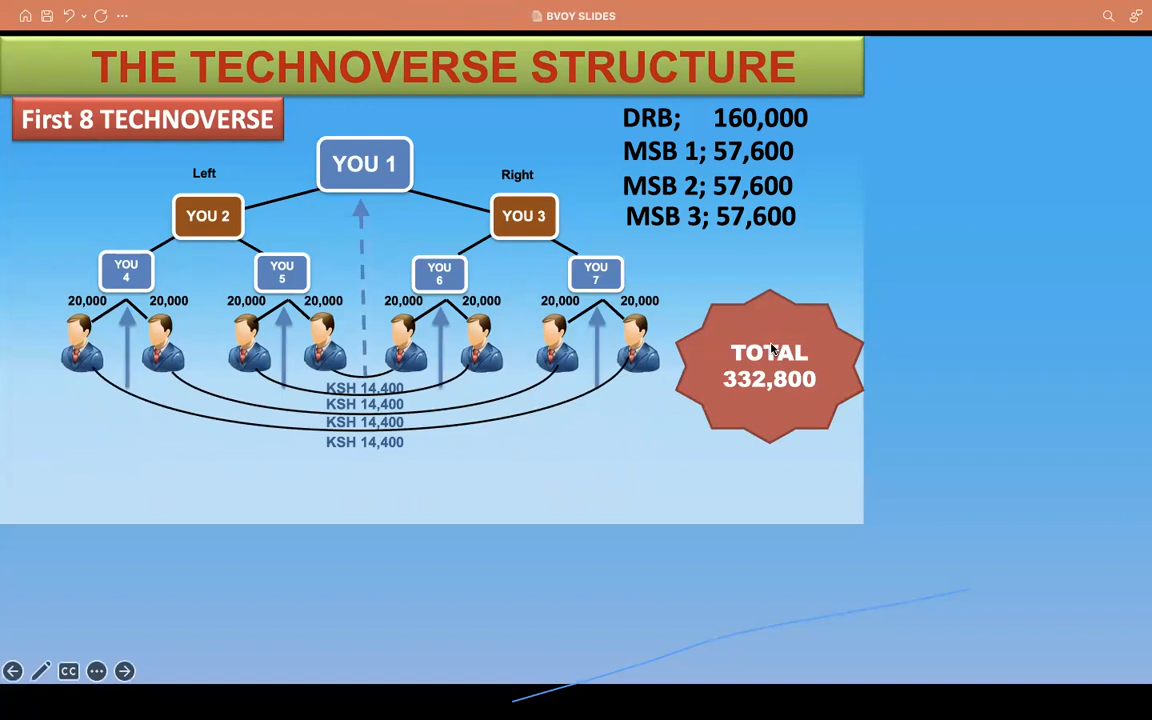 BVOY SLIDES
THE TECHNOVERSE STRUCTURE
First 8 TECHNOVERSE
DRB; 160,000
MSB 1; 57,600
MSB 2; 57,600
MSB 3; 57,600
YOU 1
Left
Right
YOU 2
YOU 3
YOU
4
YOU
5
YOU
6
YOU
7
20,000 20,000 20,000 20,000 20,000 20,000 20,000 20,000
TOTAL
332,800
KSH 14,400
KSH 14,400
KSH 14,400
KSH 14,400
CC